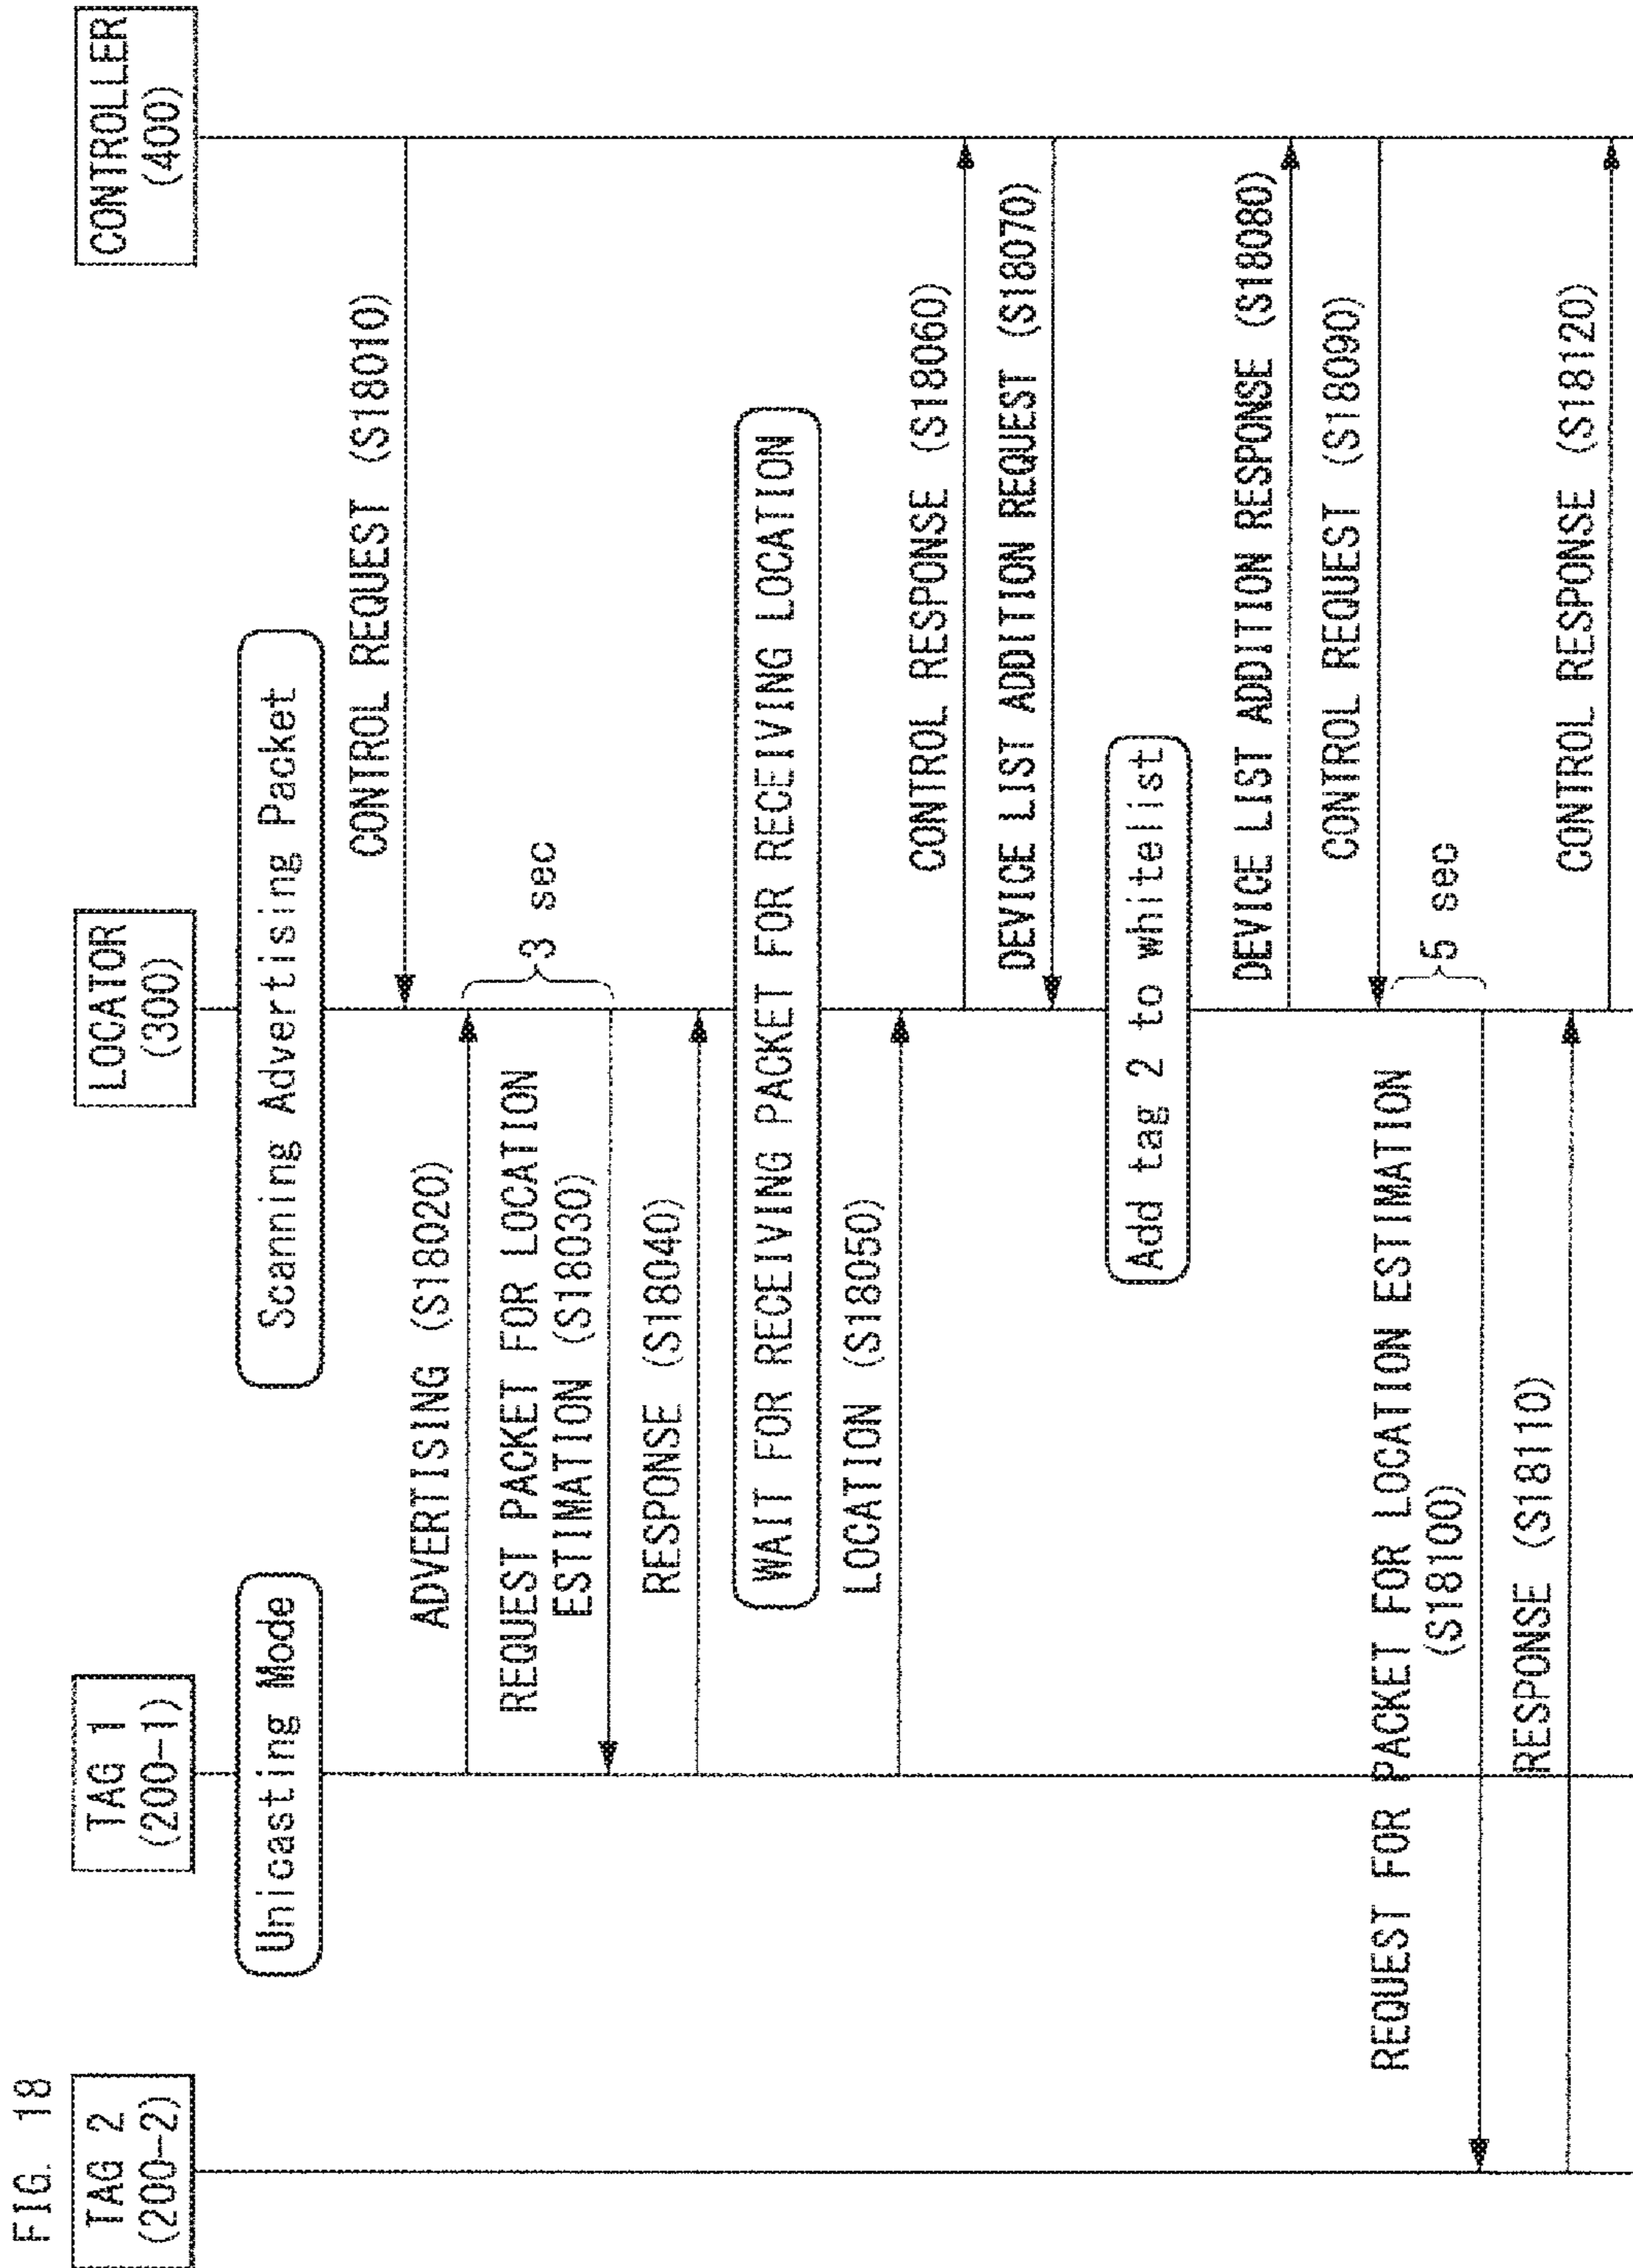 FIG. 18
TAG 2
(200-2)
TAG 1
(200-1)
LOCATOR
(300)
CONTROLLER
(400)
Unicasting Mode
Scanning Advertising Packet
CONTROL REQUEST (S18010)
ADVERTISING (S18020)
3 sec
REQUEST PACKET FOR LOCATION
ESTIMATION (S18030)
RESPONSE (S18040)
WAIT FOR RECEIVING PACKET FOR RECEIVING LOCATION
LOCATION (S18050)
CONTROL RESPONSE (S18060)
DEVICE LIST ADDITION REQUEST (S18070)
Add tag 2 to whitelist
DEVICE LIST ADDITION RESPONSE (S18080)
CONTROL REQUEST (S18090)
5 sec
REQUEST FOR PACKET FOR LOCATION ESTIMATION
(S18100)
RESPONSE (S18110)
CONTROL RESPONSE (S18120)